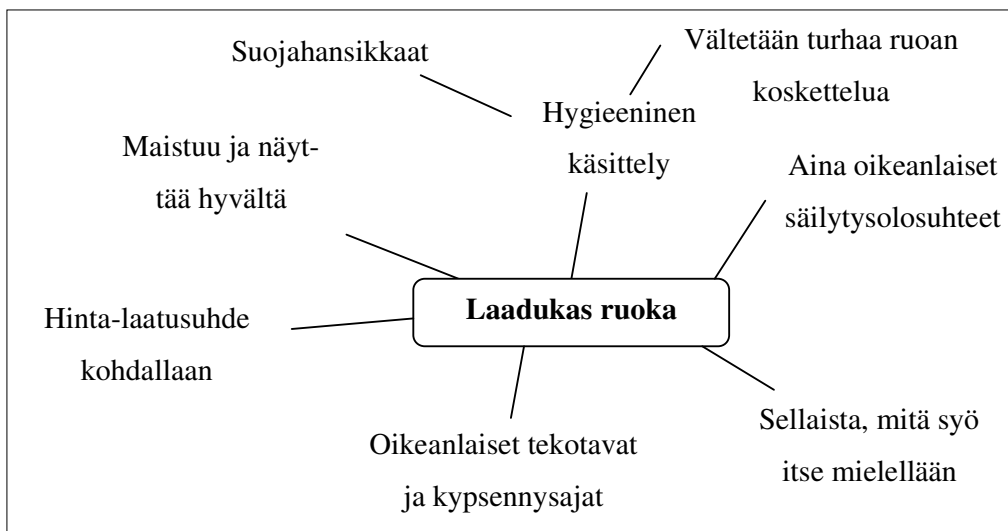 Suojahansikkaat
Vältetään turhaa ruoan
koskettelua
Hygieeninen
käsittely
Maistuu ja näyt-
tää hyvältä
Aina oikeanlaiset
säilytysolosuhteet
Laadukas ruoka
Hinta-laatusuhde
kohdallaan
Oikeanlaiset tekotavat
ja kypsennysajat
Sellaista, mitä syö
itse mielellään